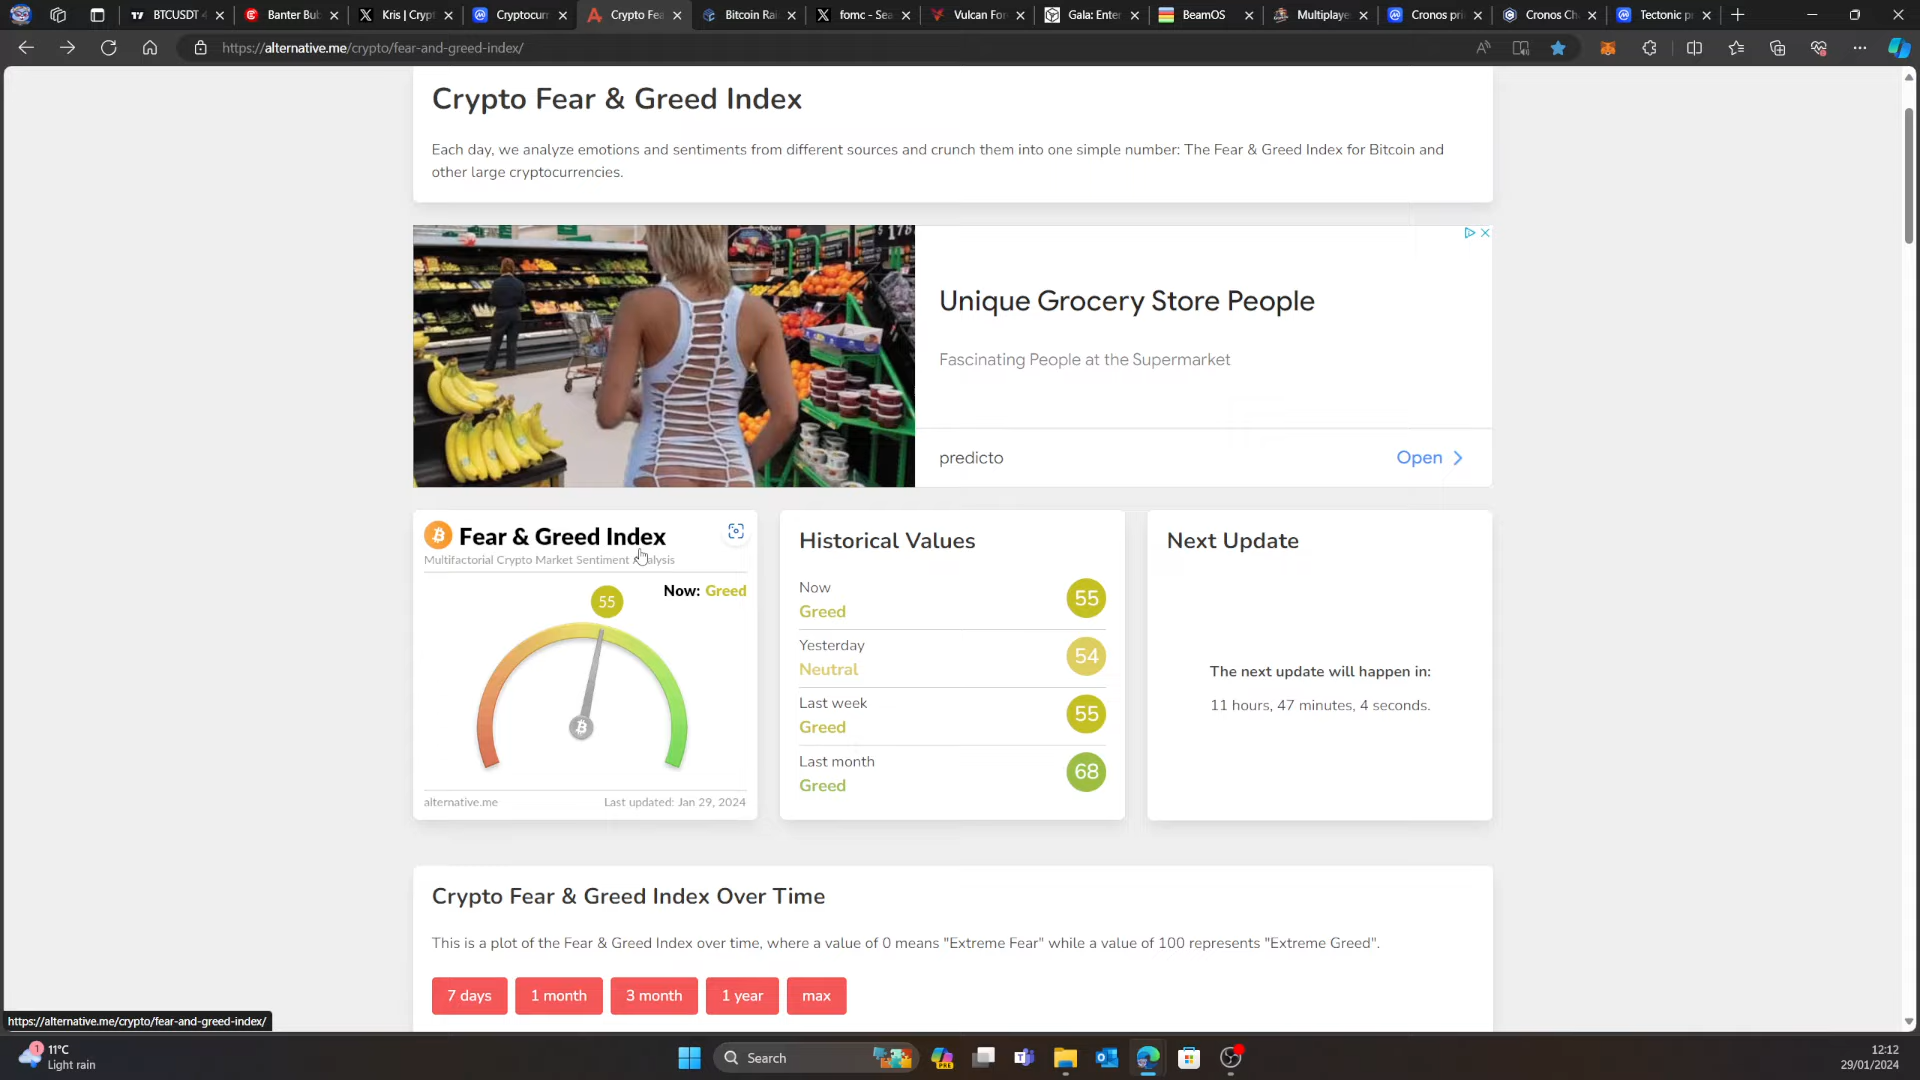 BTCUSDT
Banter Bu
Kris | Crypt
Cryptocurr
Crypto Fea
Bitcoin Rai
fomc - Sea
Vulcan For
Gala: Enter
BeamOS
Multiplaye
Cronos pri
Cronos Ch
Tectonic p
https://alternative.me/crypto/fear-and-greed-index/
Crypto Fear & Greed Index
Each day, we analyze emotions and sentiments from different sources and crunch them into one simple number: The Fear & Greed Index for Bitcoin and
other large cryptocurrencies.
Unique Grocery Store People
Fascinating People at the Supermarket
predicto
Open
Fear & Greed Index
Multifactorial Crypto Market Sentiment Analysis
Now: Greed
55
alternative.me
Last updated: Jan 29, 2024
Historical Values
Now
Greed
55
Yesterday
Neutral
54
Last week
Greed
55
Last month
Greed
68
Next Update
The next update will happen in:
11 hours, 47 minutes, 4 seconds.
Crypto Fear & Greed Index Over Time
This is a plot of the Fear & Greed Index over time, where a value of 0 means "Extreme Fear" while a value of 100 represents "Extreme Greed".
7 days
1 month
3 month
1 year
max
https://alternative.me/crypto/fear-and-greed-index/
1
11°C
Light rain
Search
PRE
12:12
29/01/2024